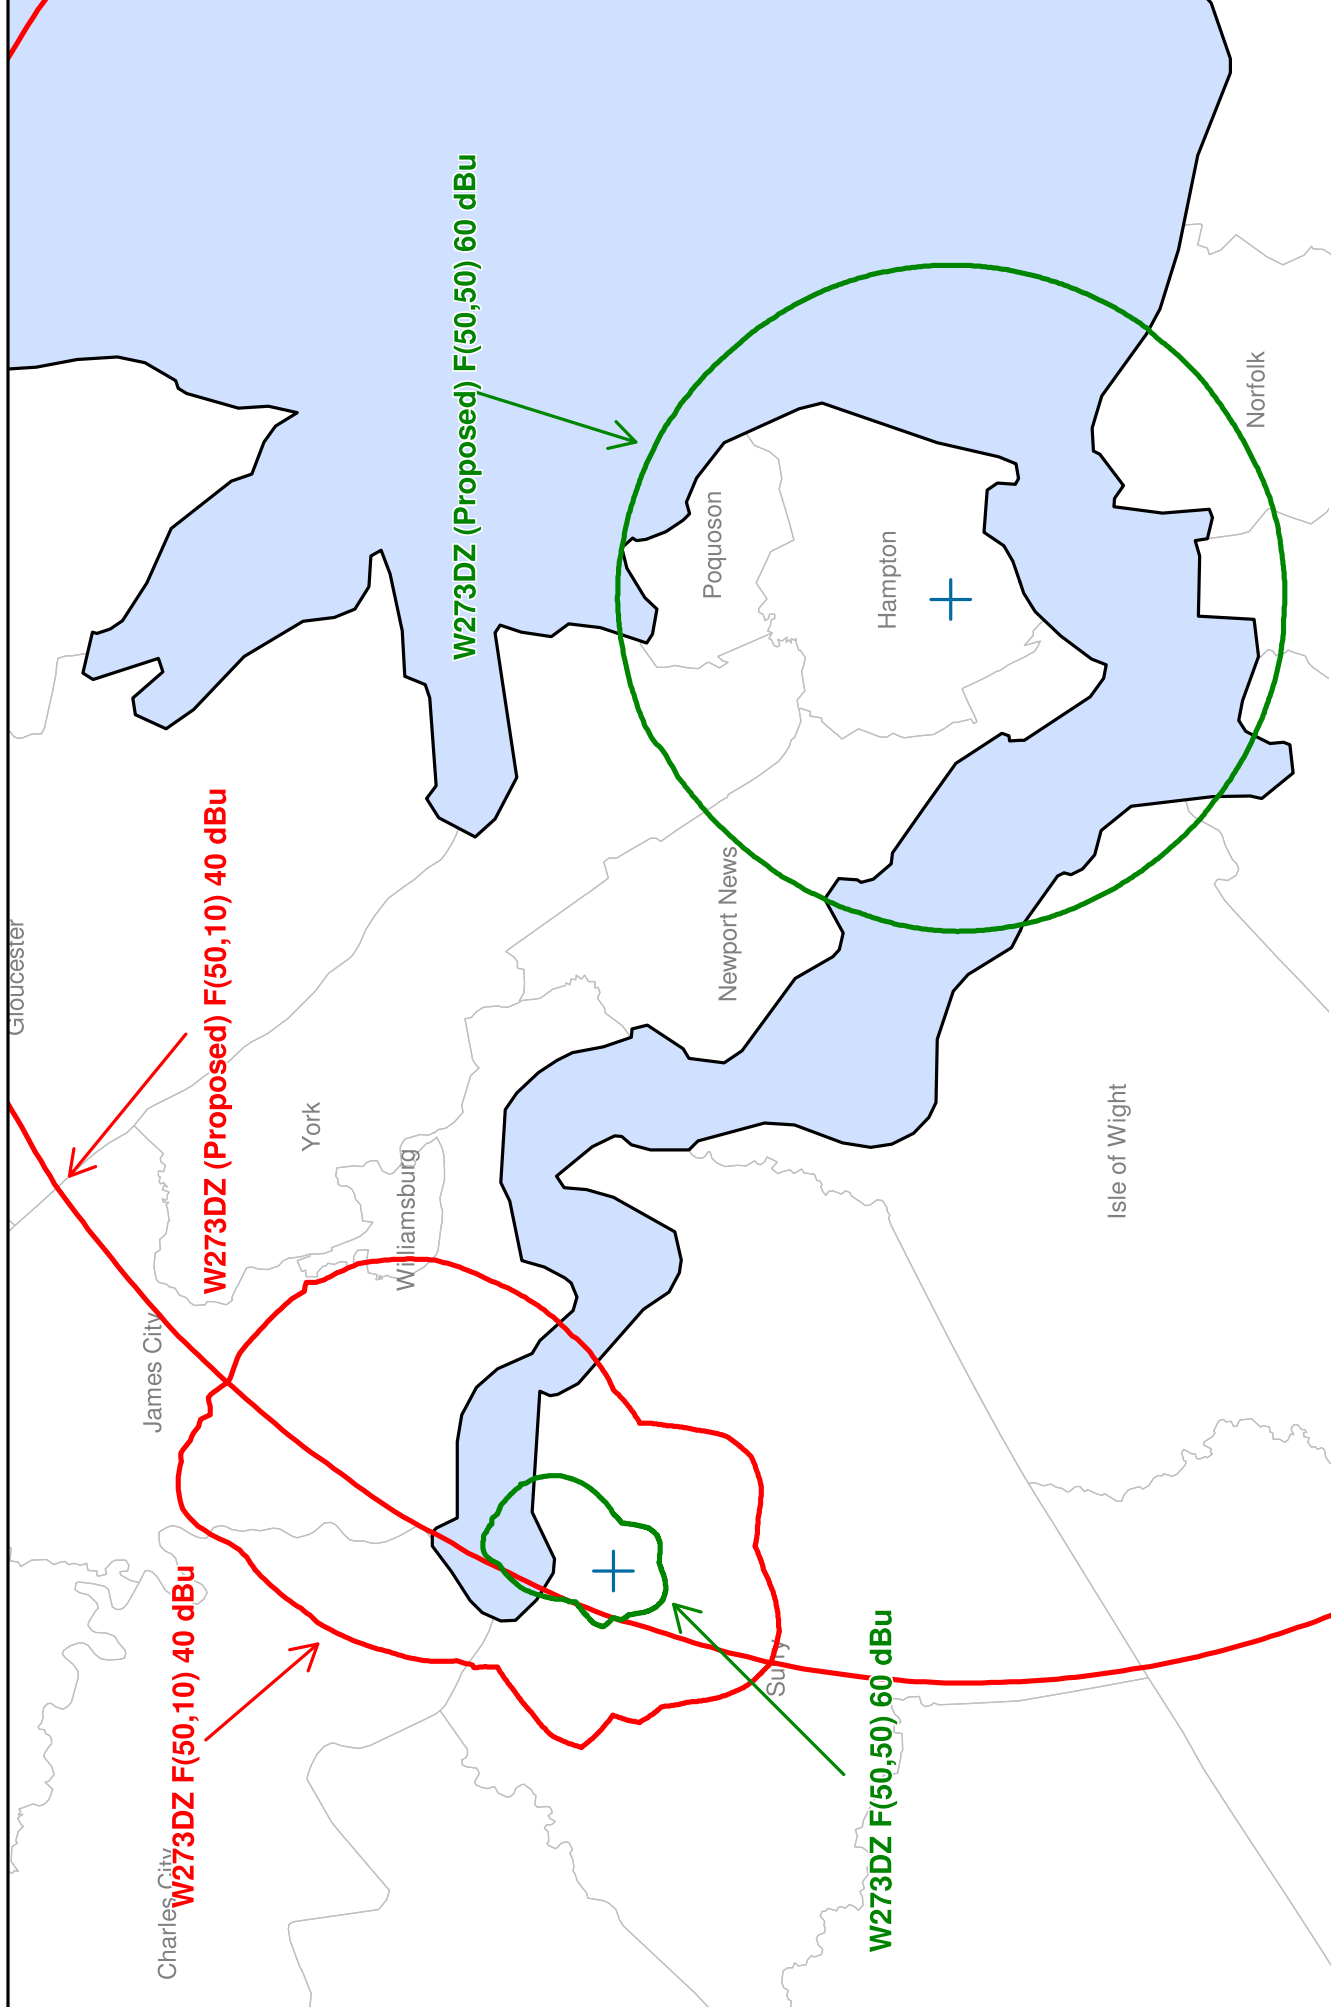 Gloucester
James City
Charles City
York
Williamsburg
Newport News
Poquoson
Hampton
Norfolk
Isle of Wight
Surry
W273DZ (Proposed) F(50,10) 40 dBu
W273DZ F(50,10) 40 dBu
W273DZ (Proposed) F(50,50) 60 dBu
W273DZ F(50,50) 60 dBu